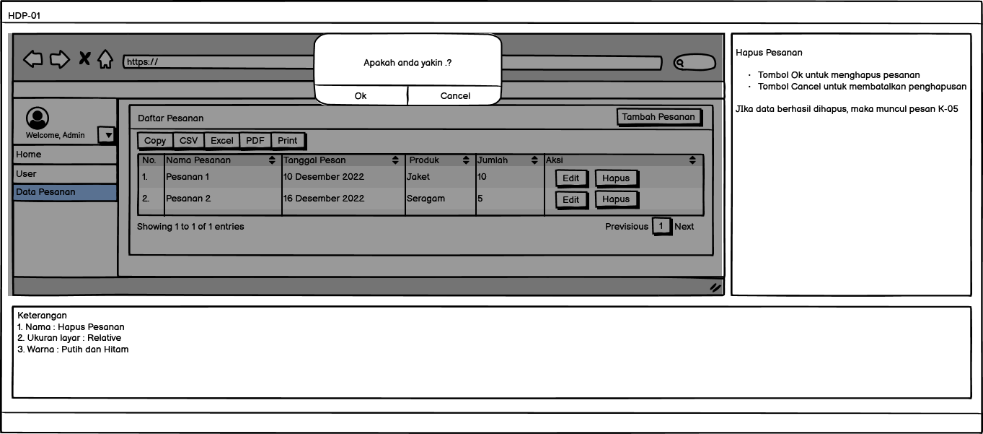 HDP-01
https://
Apakah anda yakin .?
Ok Cancel
Welcome, Admin
Home
User
Data Pesanan
Daftar Pesanan
Tambah Pesanan
Copy CSV Excel PDF Print
No. Nama Pesanan Tanggal Pesan Produk Jumlah Aksi
1. Pesanan 1 10 Desember 2022 Jaket 10 Edit Hapus
2. Pesanan 2 16 Desember 2022 Seragam 5 Edit Hapus
Showing 1 to 1 of 1 entries
Previsious 1 Next
Hapus Pesanan
· Tombol Ok untuk menghapus pesanan
· Tombol Cancel untuk membatalkan penghapusan
JIka data berhasil dihapus, maka muncul pesan K-05
Keterangan
1. Nama : Hapus Pesanan
2. Ukuran layar : Relative
3. Warna : Putih dan Hitam